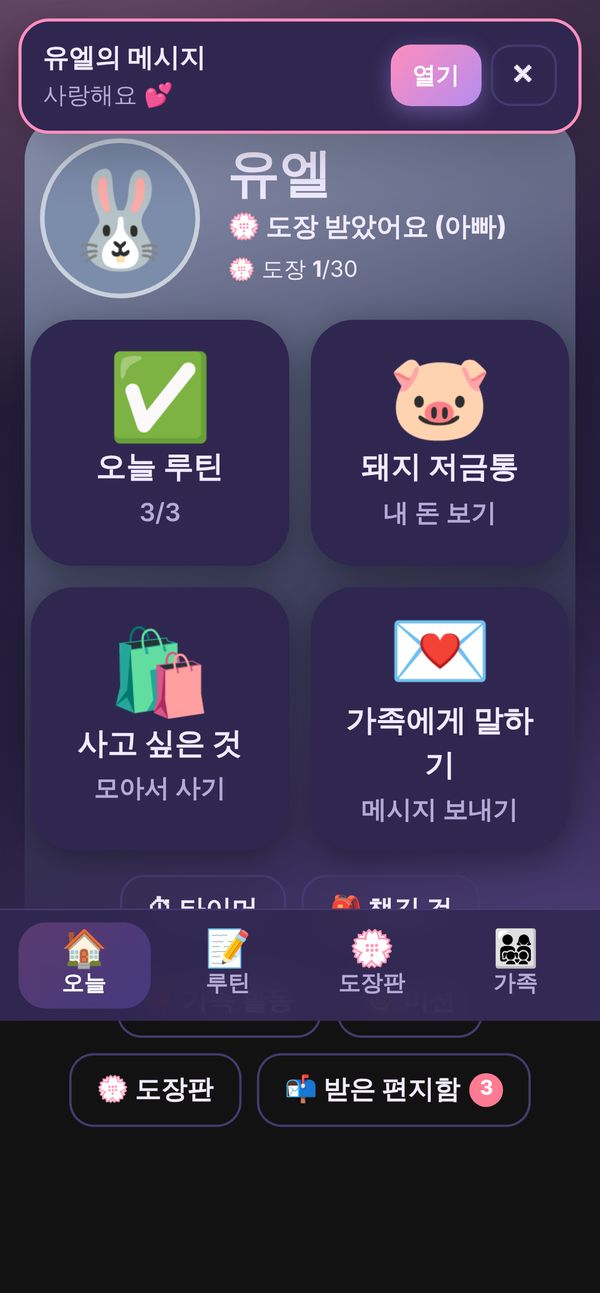 유엘의 메시지
사랑해요 💕
열기
✕
유엘
💮 도장 받았어요 (아빠)
💮 도장 1/30
오늘 루틴
3/3
돼지 저금통
내 돈 보기
사고 싶은 것
모아서 사기
가족에게 말하
기
메시지 보내기
오늘
루틴
도장판
가족
💮 도장판
📬 받은 편지함 3